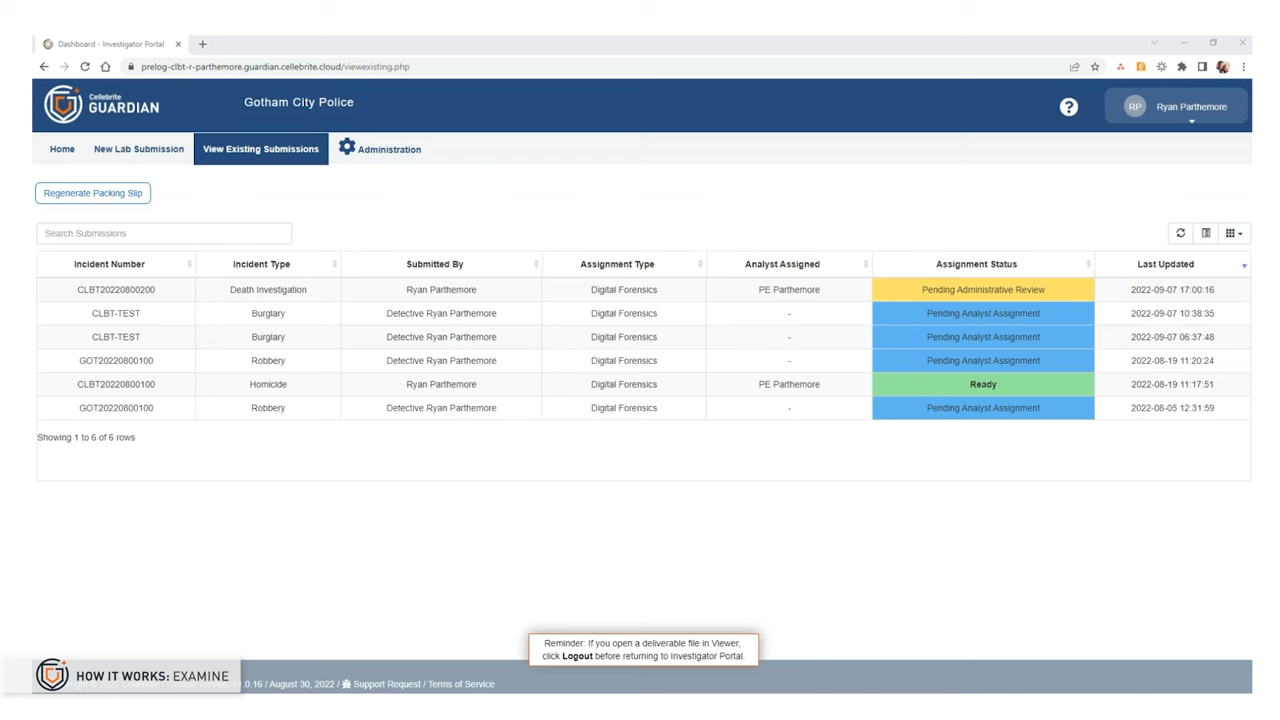 Dashboard - Investigator Portal
prelog-clbt-r-parthemore.guardian.cellebrite.cloud/viewexisting.php
Cellebrite
GUARDIAN
Gotham City Police
?
RP Ryan Parthemore
Home New Lab Submission View Existing Submissions Administration
Regenerate Packing Slip
Search Submissions
Incident Number Incident Type Submitted By Assignment Type Analyst Assigned Assignment Status Last Updated
CLBT20220800200 Death Investigation Ryan Parthemore Digital Forensics PE Parthemore Pending Administrative Review 2022-09-07 17:00:16
CLBT-TEST Burglary Detective Ryan Parthemore Digital Forensics - Pending Analyst Assignment 2022-09-07 10:38:35
CLBT-TEST Burglary Detective Ryan Parthemore Digital Forensics - Pending Analyst Assignment 2022-09-07 06:37:48
GOT20220800100 Robbery Detective Ryan Parthemore Digital Forensics - Pending Analyst Assignment 2022-08-19 11:20:24
CLBT20220800100 Homicide Ryan Parthemore Digital Forensics PE Parthemore Ready 2022-08-19 11:17:51
GOT20220800100 Robbery Detective Ryan Parthemore Digital Forensics - Pending Analyst Assignment 2022-08-05 12:31:59
Showing 1 to 6 of 6 rows
Reminder: If you open a deliverable file in Viewer,
click Logout before returning to Investigator Portal.
HOW IT WORKS: EXAMINE
.0.16 / August 30, 2022 / Support Request / Terms of Service